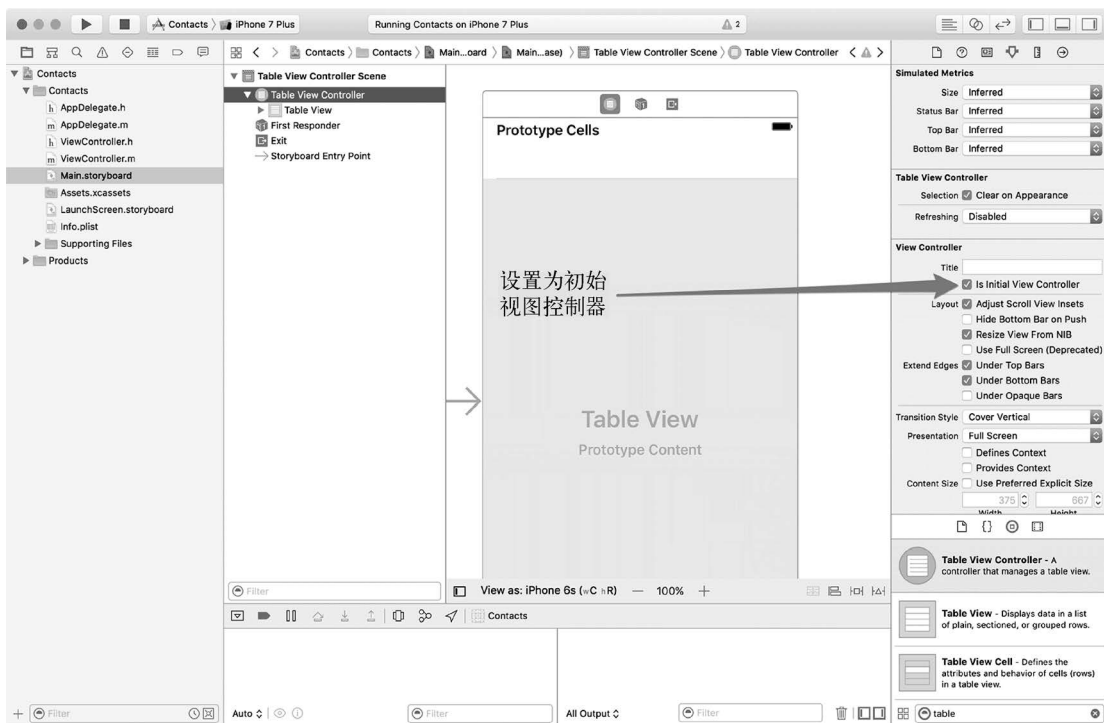 Contacts
iPhone 7 Plus
Running Contacts on iPhone 7 Plus
2
Contacts
Contacts
AppDelegate.h
AppDelegate.m
ViewController.h
ViewController.m
Main.storyboard
Assets.xcassets
LaunchScreen.storyboard
Info.plist
Supporting Files
Products
Filter
Contacts
Contacts
Main...oard
Main...ase)
Table View Controller Scene
Table View Controller
Table View Controller Scene
Table View Controller
Table View
First Responder
Exit
Storyboard Entry Point
Filter
Prototype Cells
设置为初始
视图控制器
Table View
Prototype Content
View as: iPhone 6s (wC hR) — 100% +
Contacts
Auto
Filter
All Output
Filter
Simulated Metrics
Size Inferred
Status Bar Inferred
Top Bar Inferred
Bottom Bar Inferred
Table View Controller
Selection Clear on Appearance
Refreshing Disabled
View Controller
Title
Is Initial View Controller
Layout Adjust Scroll View Insets
Hide Bottom Bar on Push
Resize View From NIB
Use Full Screen (Deprecated)
Extend Edges Under Top Bars
Under Bottom Bars
Under Opaque Bars
Transition Style Cover Vertical
Presentation Full Screen
Defines Context
Provides Context
Content Size Use Preferred Explicit Size
375 667
Width Height
Table View Controller - A
controller that manages a table view.
Table View - Displays data in a list
of plain, sectioned, or grouped rows.
Table View Cell - Defines the
attributes and behavior of cells (rows)
in a table view.
table